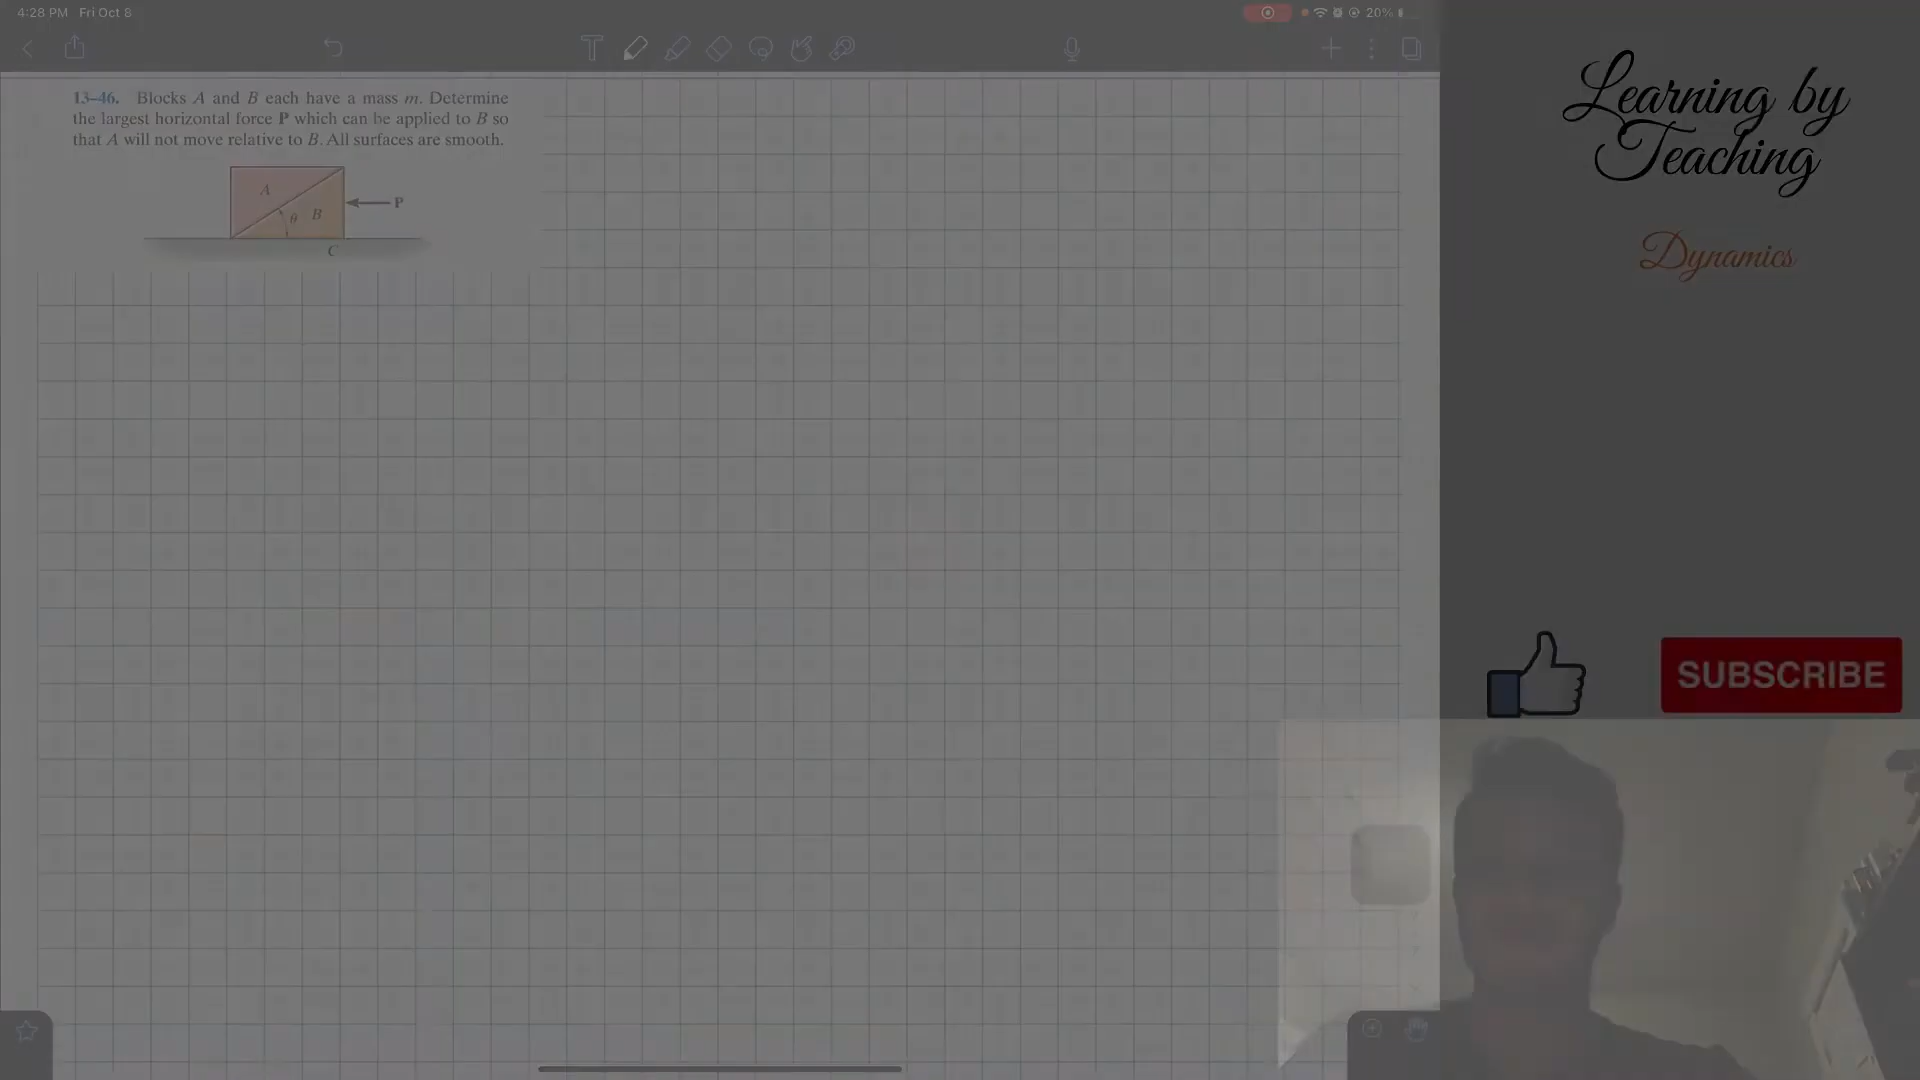 4:28 PM Fri Oct 8
20%
13–46. Blocks A and B each have a mass m. Determine
the largest horizontal force P which can be applied to B so
that A will not move relative to B. All surfaces are smooth.
A
θ
B
P
C
Learning by
Teaching
Dynamics
SUBSCRIBE